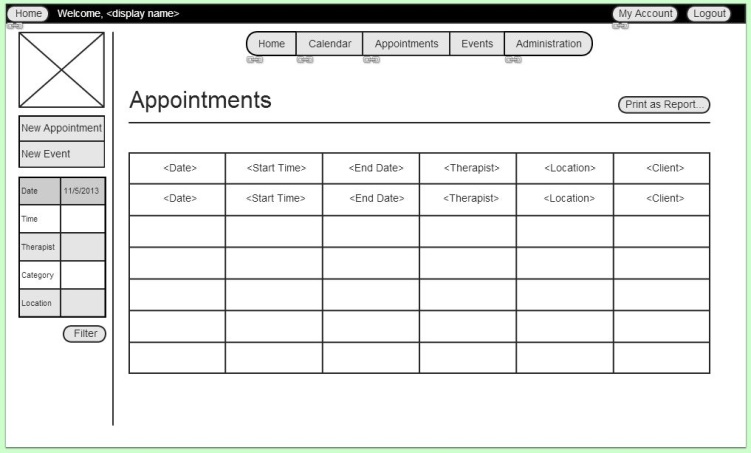 Home Welcome, <display name> My Account Logout
Home Calendar Appointments Events Administration
Appointments
Print as Report...
New Appointment
New Event
Date 11/5/2013
Time
Therapist
Category
Location
Filter
<Date> <Start Time> <End Date> <Therapist> <Location> <Client>
<Date> <Start Time> <End Date> <Therapist> <Location> <Client>